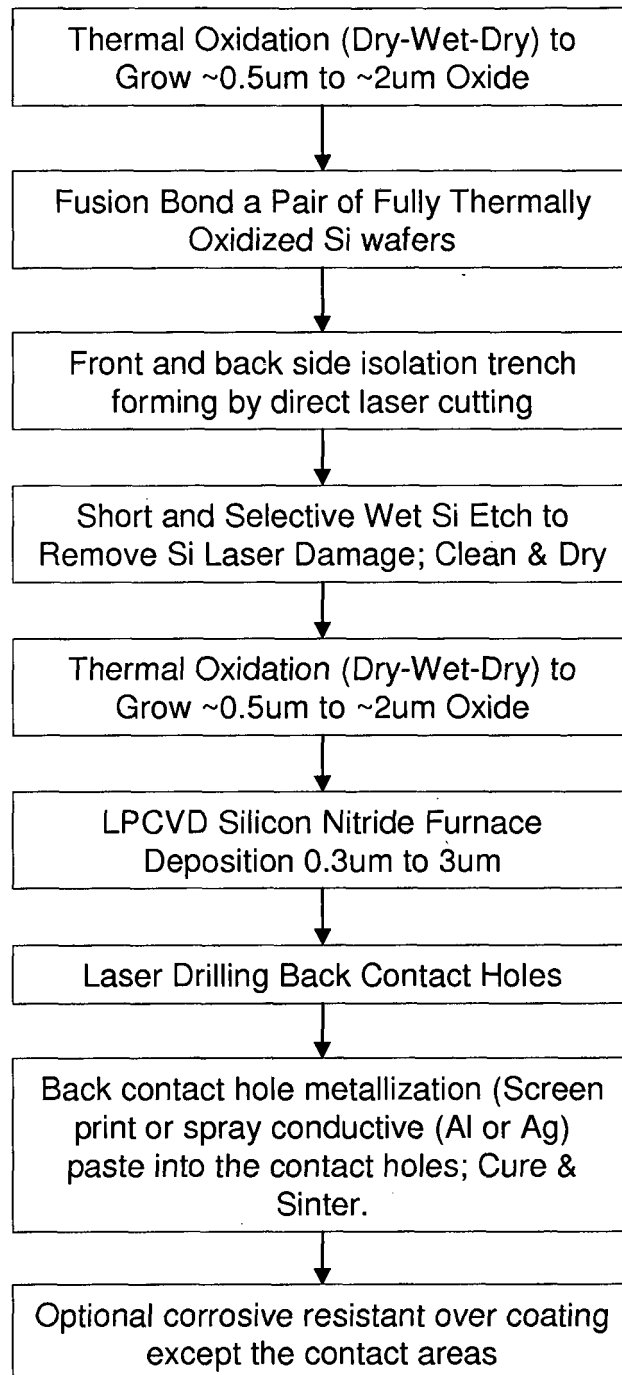 Thermal Oxidation (Dry-Wet-Dry) to
Grow ~0.5um to ~2um Oxide
Fusion Bond a Pair of Fully Thermally
Oxidized Si wafers
Front and back side isolation trench
forming by direct laser cutting
Short and Selective Wet Si Etch to
Remove Si Laser Damage; Clean & Dry
Thermal Oxidation (Dry-Wet-Dry) to
Grow ~0.5um to ~2um Oxide
LPCVD Silicon Nitride Furnace
Deposition 0.3um to 3um
Laser Drilling Back Contact Holes
Back contact hole metallization (Screen
print or spray conductive (Al or Ag)
paste into the contact holes; Cure &
Sinter.
Optional corrosive resistant over coating
except the contact areas